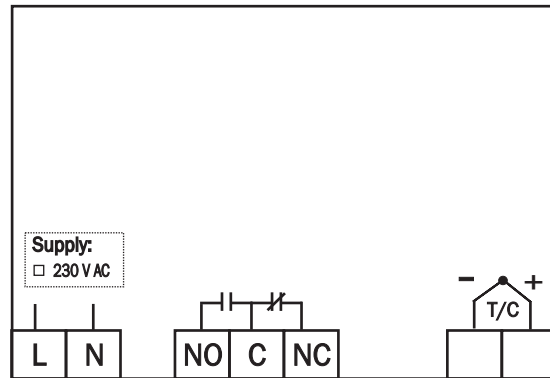 Supply:
□ 230 V AC
- +
T/C
L N NO C NC